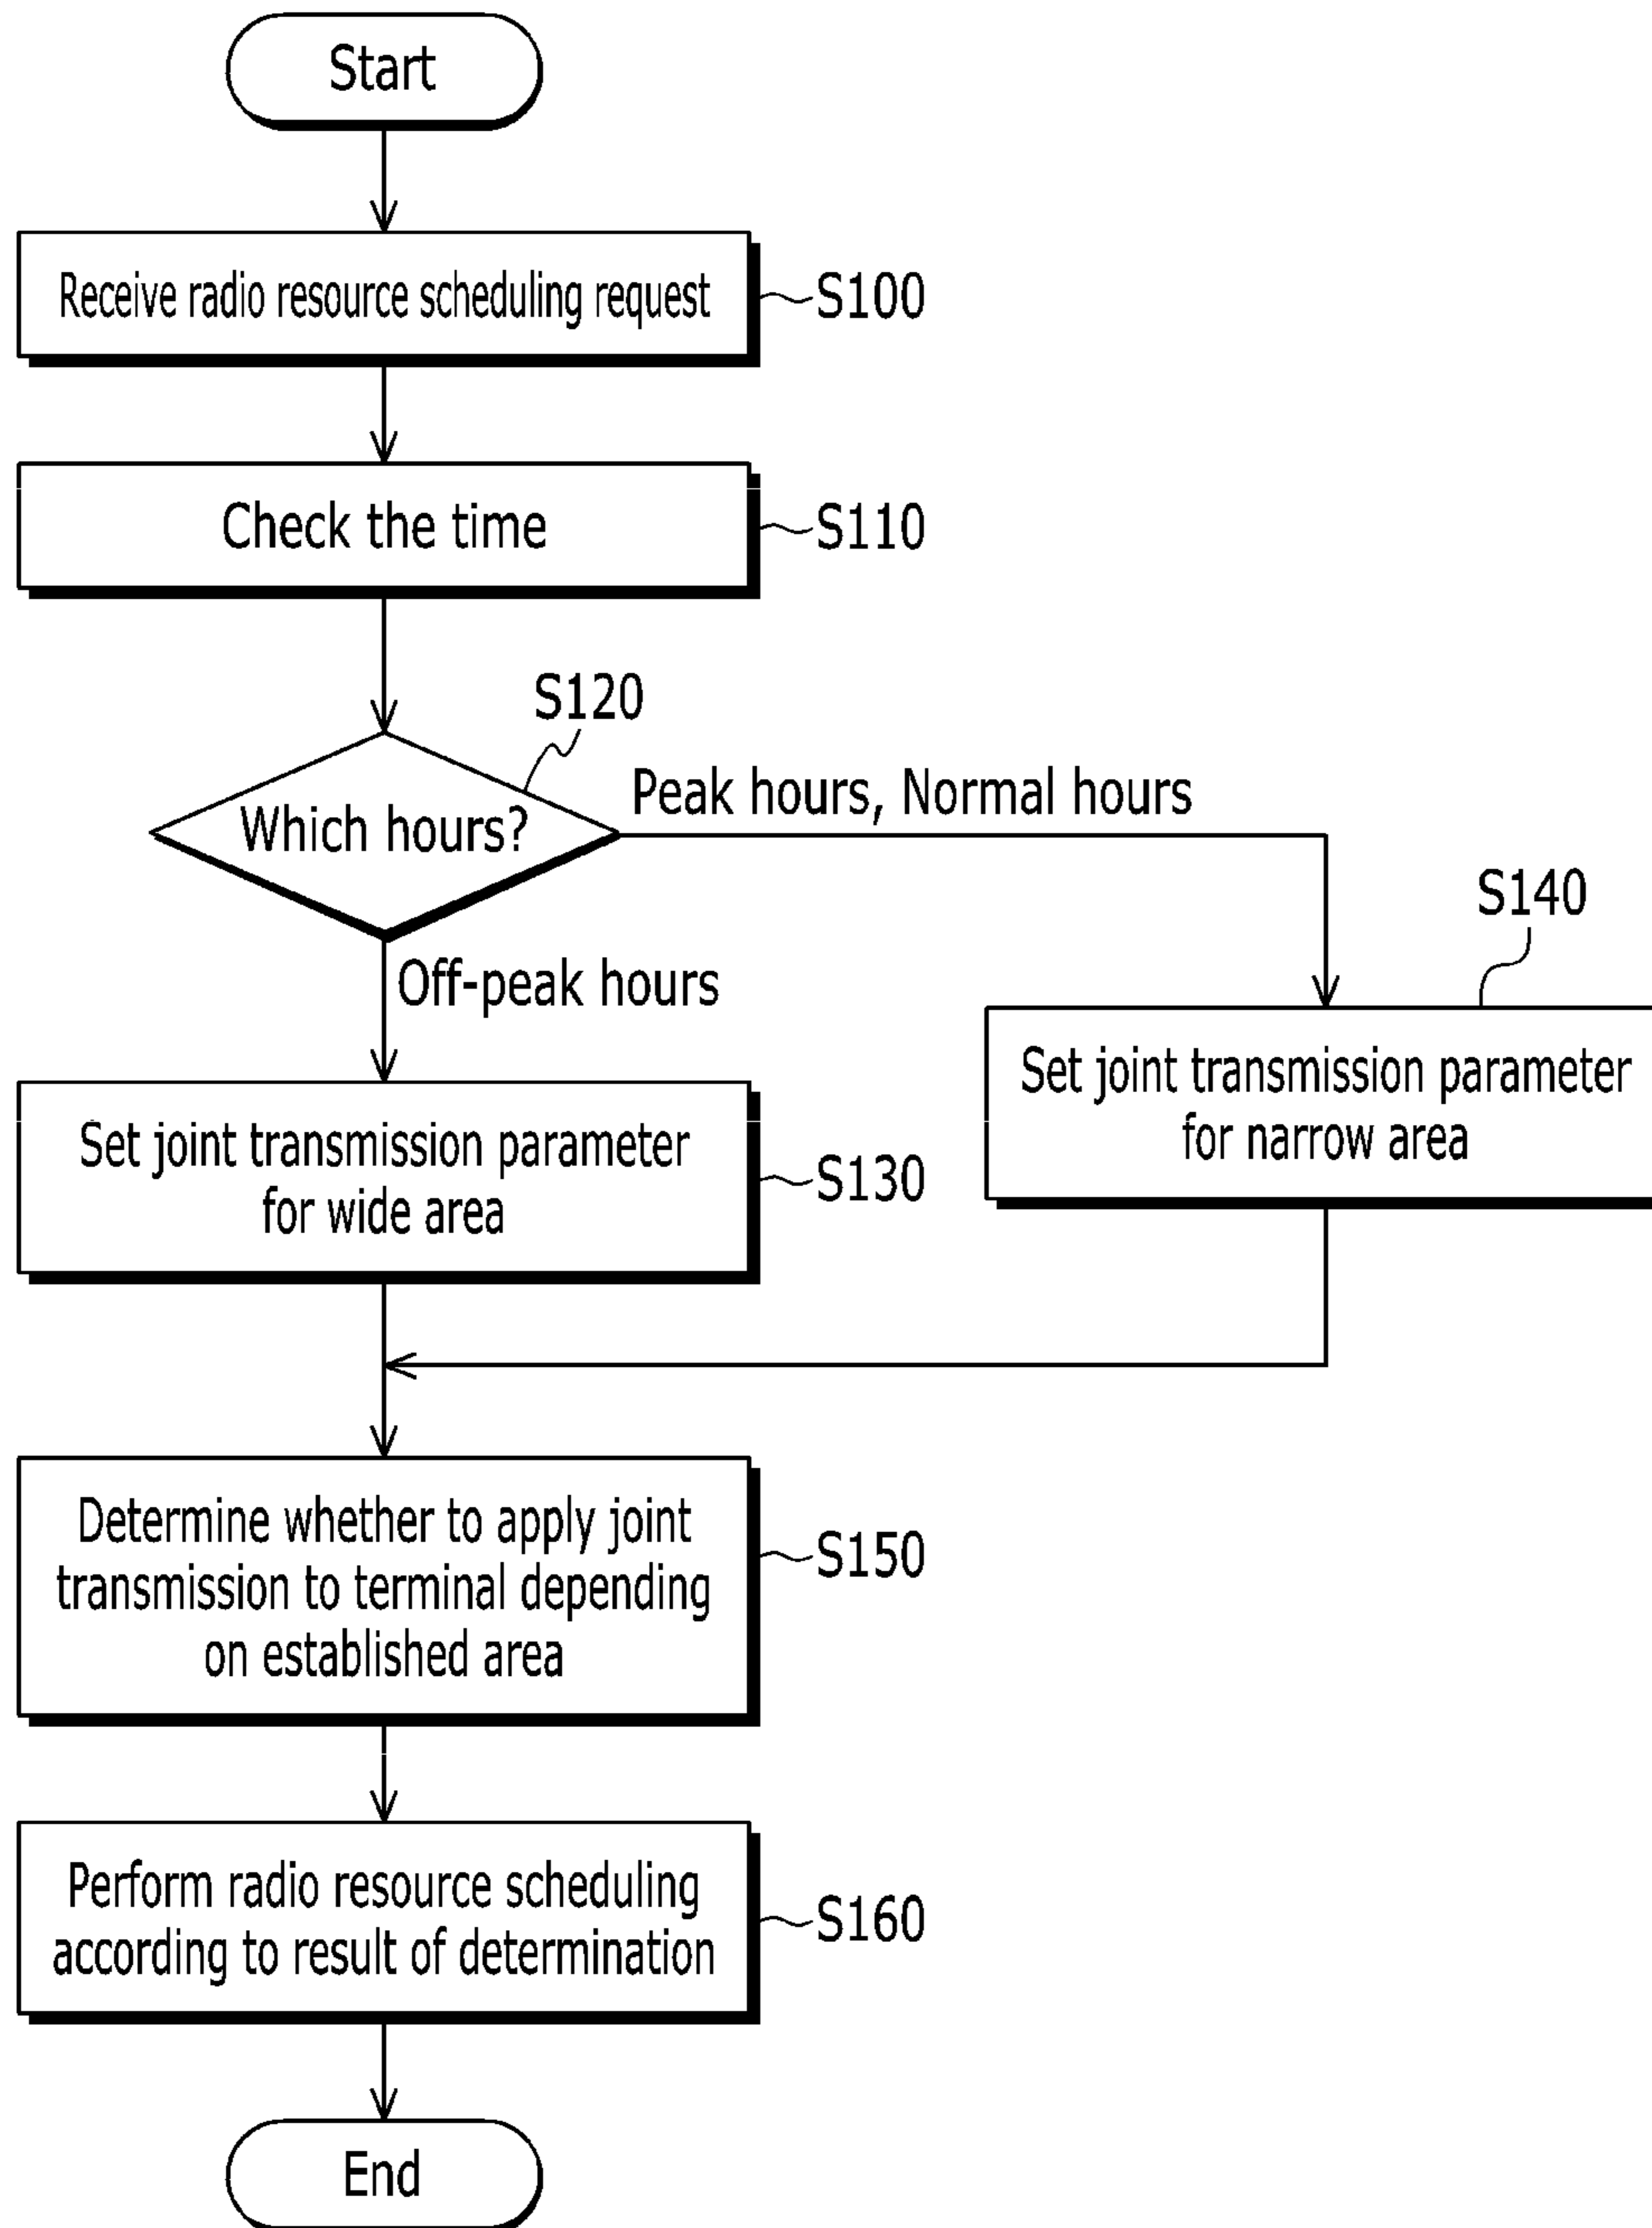 Start
Receive radio resource scheduling request
S100
Check the time
S110
S120
Which hours?
Peak hours, Normal hours
Off-peak hours
S140
Set joint transmission parameter
for narrow area
Set joint transmission parameter
for wide area
S130
Determine whether to apply joint
transmission to terminal depending
on established area
S150
Perform radio resource scheduling
according to result of determination
S160
End